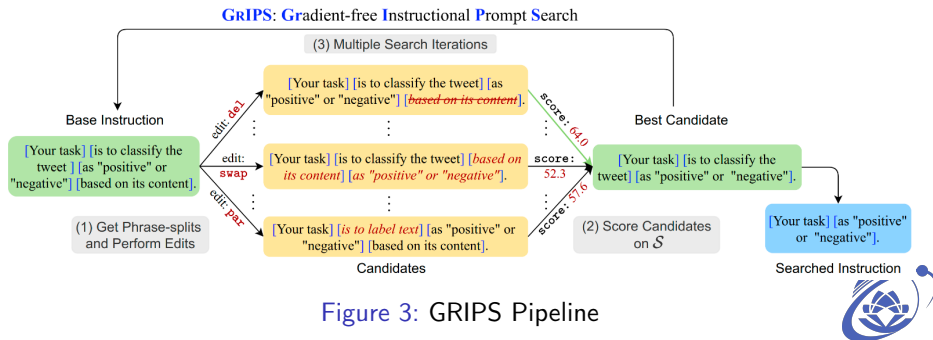 GRIPS: Gradient-free Instructional Prompt Search
(3) Multiple Search Iterations
Base Instruction
[Your task] [is to classify the
tweet ] [as "positive" or
"negative"] [based on its content].
(1) Get Phrase-splits
and Perform Edits
edit: del
edit:
swap
edit: par
[Your task] [is to classify the tweet] [as
"positive" or "negative"] [based on its content].
[Your task] [is to classify the tweet] [based on
its content] [as "positive" or "negative"].
[Your task] [is to label text] [as "positive" or
"negative"] [based on its content].
Candidates
score: 64.0
score:
52.3
score: 57.6
Best Candidate
[Your task] [is to classify the
tweet] [as "positive" or "negative"].
(2) Score Candidates
on S
[Your task] [as "positive"
or "negative"].
Searched Instruction
Figure 3: GRIPS Pipeline